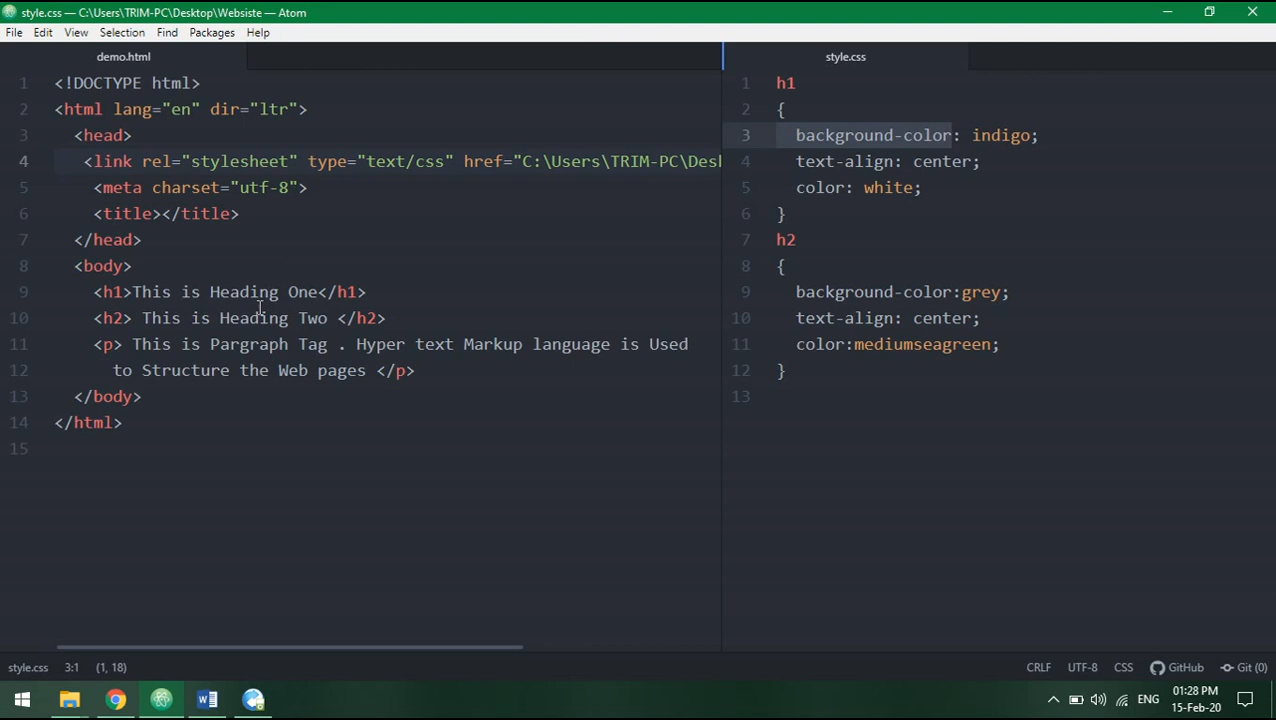 style.css — C:\Users\TRIM-PC\Desktop\Websiste — Atom
File Edit View Selection Find Packages Help
demo.html
1 <!DOCTYPE html>
2 <html lang="en" dir="ltr">
3 <head>
4 <link rel="stylesheet" type="text/css" href="C:\Users\TRIM-PC\Desk
5 <meta charset="utf-8">
6 <title></title>
7 </head>
8 <body>
9 <h1>This is Heading One</h1>
10 <h2> This is Heading Two </h2>
11 <p> This is Pargraph Tag . Hyper text Markup language is Used
12 to Structure the Web pages </p>
13 </body>
14 </html>
15
style.css
1 h1
2 {
3 background-color: indigo;
4 text-align: center;
5 color: white;
6 }
7 h2
8 {
9 background-color:grey;
10 text-align: center;
11 color:mediumseagreen;
12 }
13
style.css 3:1 (1, 18) CRLF UTF-8 CSS GitHub Git (0)
ENG
01:28 PM
15-Feb-20